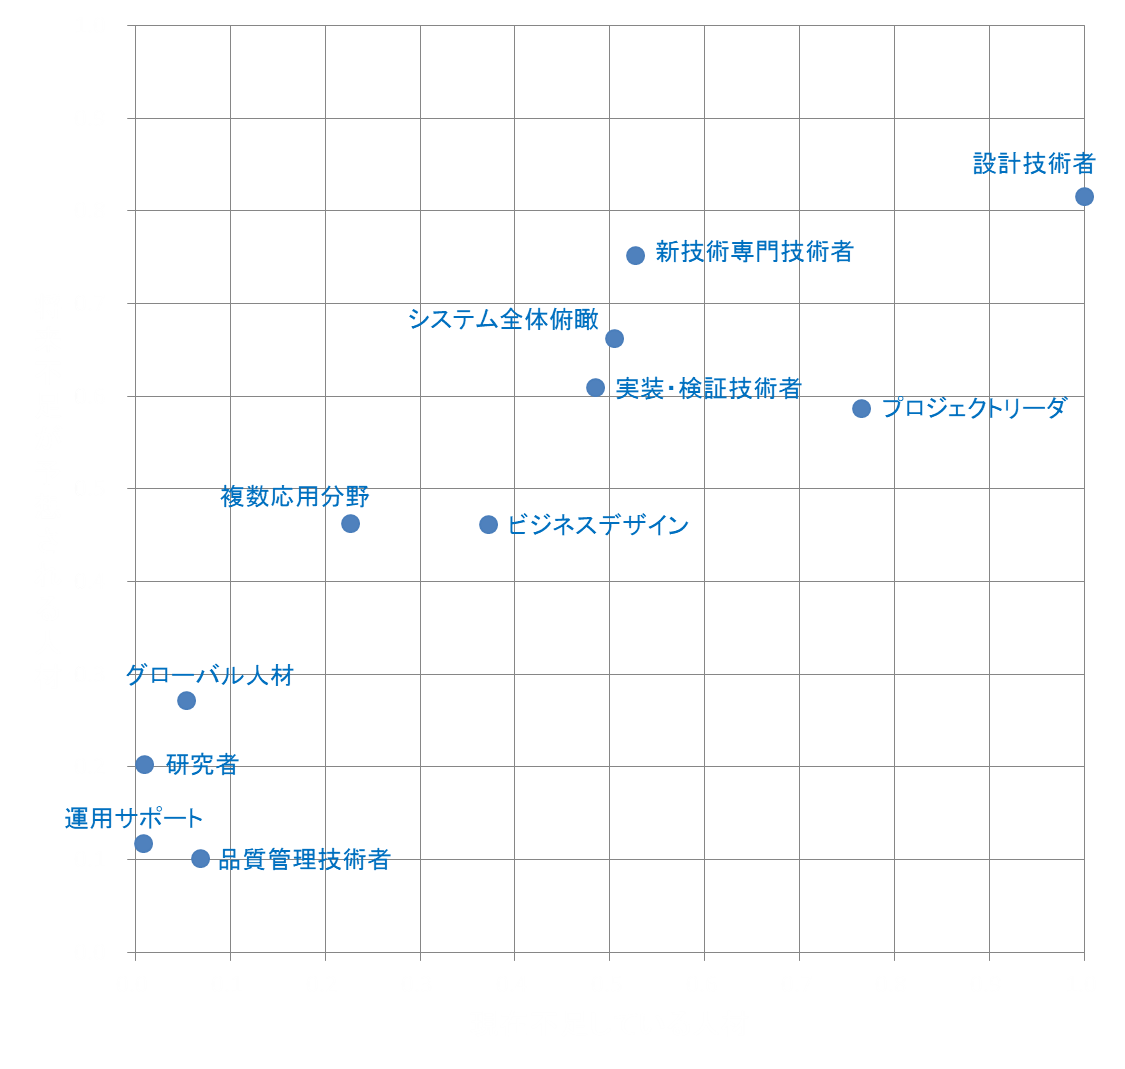 設計技術者
新技術専門技術者
システム全体俯瞰
実装・検証技術者
プロジェクトリーダ
複数応用分野
ビジネスデザイン
グローバル人材
研究者
運用サポート
品質管理技術者